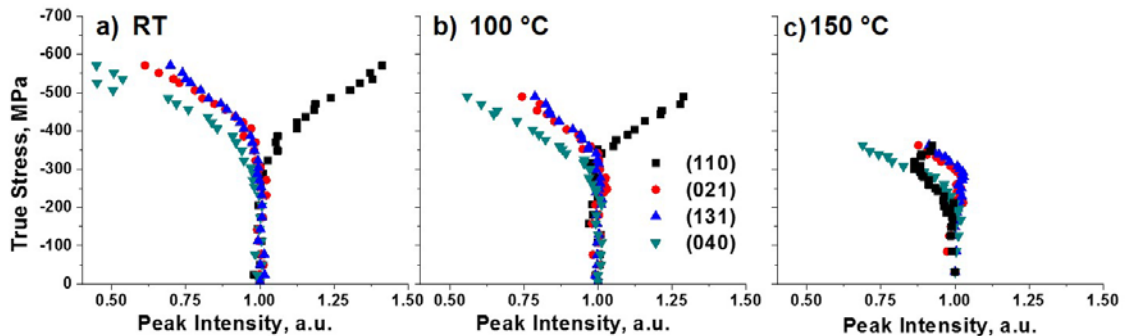 a) RT
b) 100 °C
c) 150 °C
True Stress, MPa
-700
-600
-500
-400
-300
-200
-100
0
(110)
(021)
(131)
(040)
0.50 0.75 1.00 1.25 1.50
0.50 0.75 1.00 1.25 1.50
0.50 0.75 1.00 1.25 1.50
Peak Intensity, a.u.
Peak Intensity, a.u.
Peak Intensity, a.u.